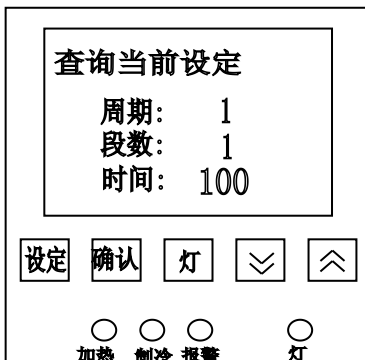 查询当前设定
周期: 1
段数: 1
时间: 100
设定 确认 灯
加热 制冷 报警 灯